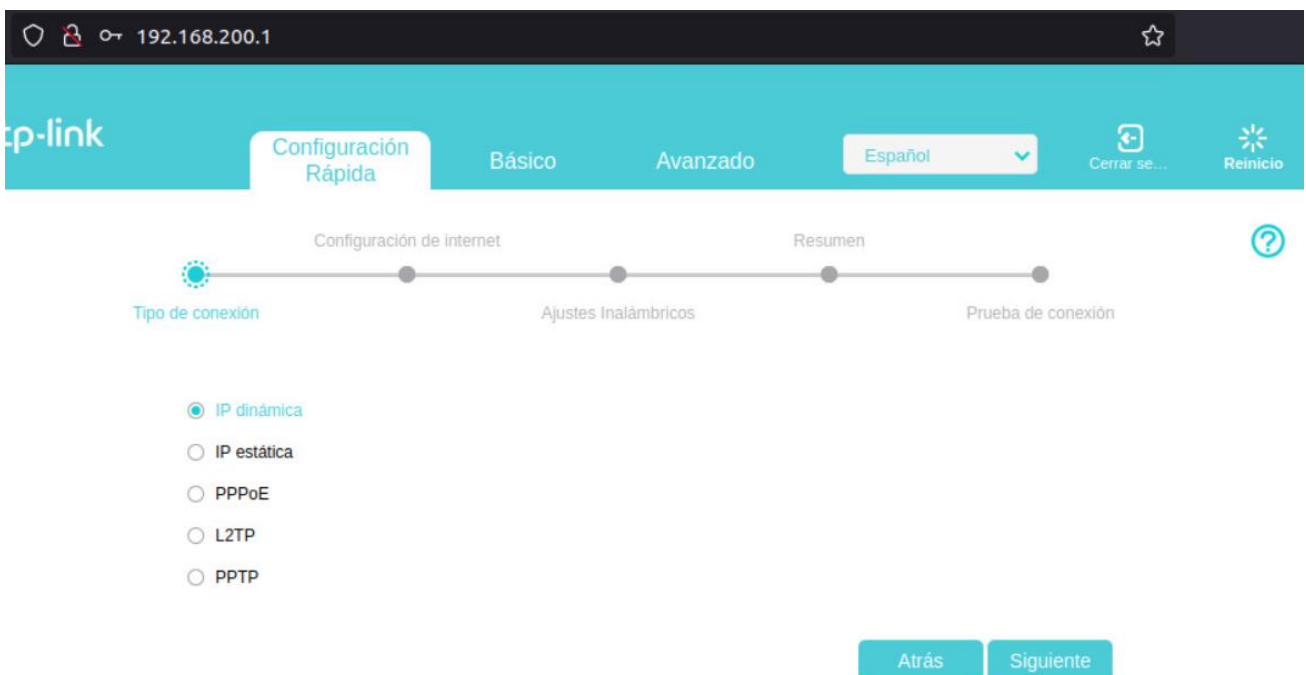 192.168.200.1
tp-link
Configuración
Rápida
Básico
Avanzado
Español
Cerrar se...
Reinicio
Configuración de internet
Resumen
Tipo de conexión
Ajustes Inalámbricos
Prueba de conexión
IP dinámica
IP estática
PPPoE
L2TP
PPTP
Atrás
Siguiente